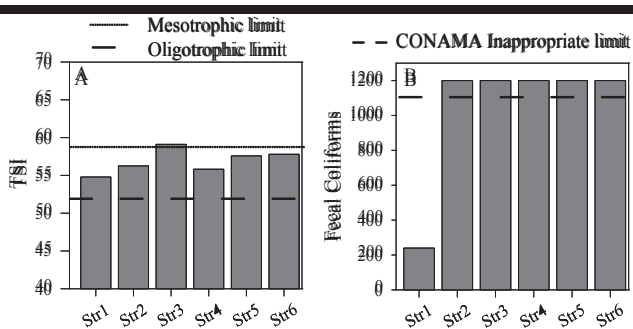 Mesotrophic limit
Oligotrophic limit
CONAMA Inappropriate limit
A
70
65
60
55
50
45
40
TSI
Str1 Str2 Str3 Str4 Str5 Str6
B
1200
1000
800
600
400
200
0
Fecal Coliforms
Str1 Str2 Str3 Str4 Str5 Str6